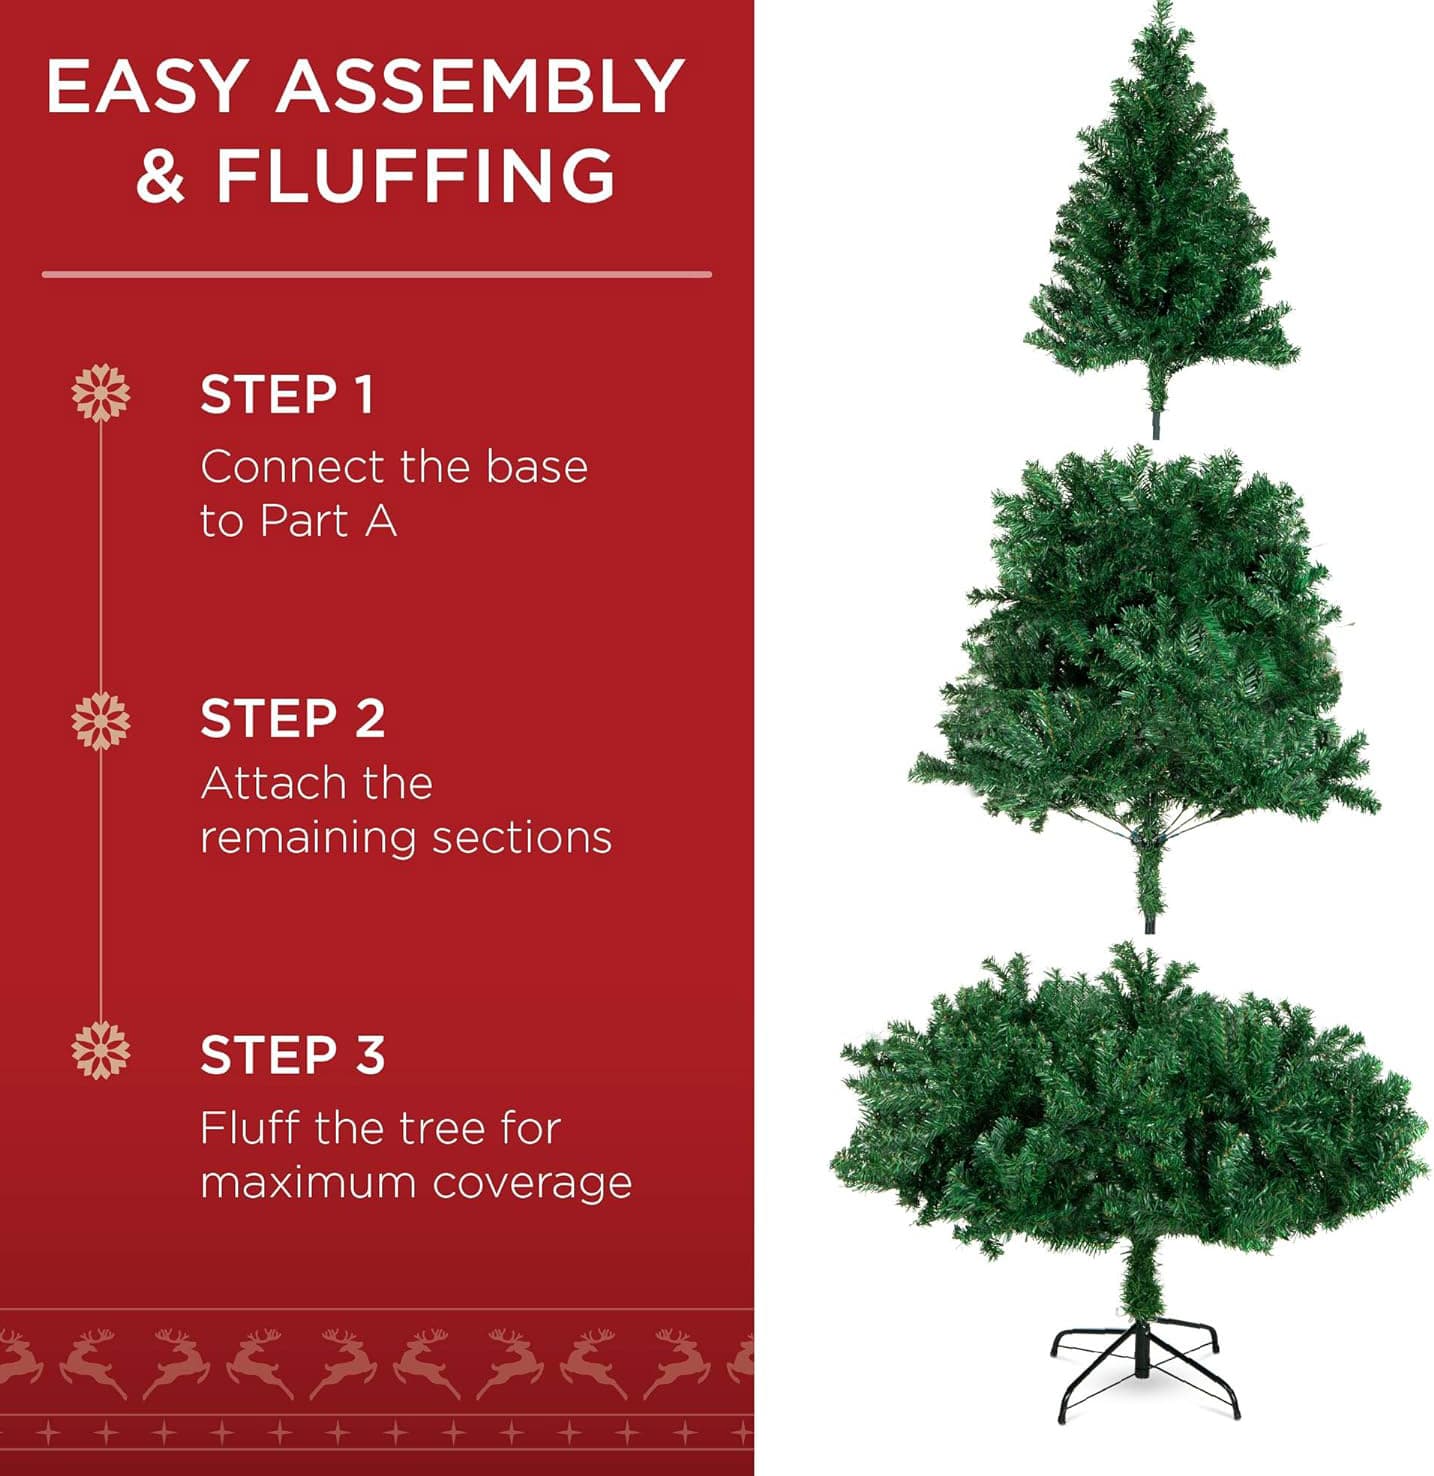 EASY ASSEMBLY
& FLUFFING
STEP 1
Connect the base
to Part A
STEP 2
Attach the
remaining sections
STEP 3
Fluff the tree for
maximum coverage